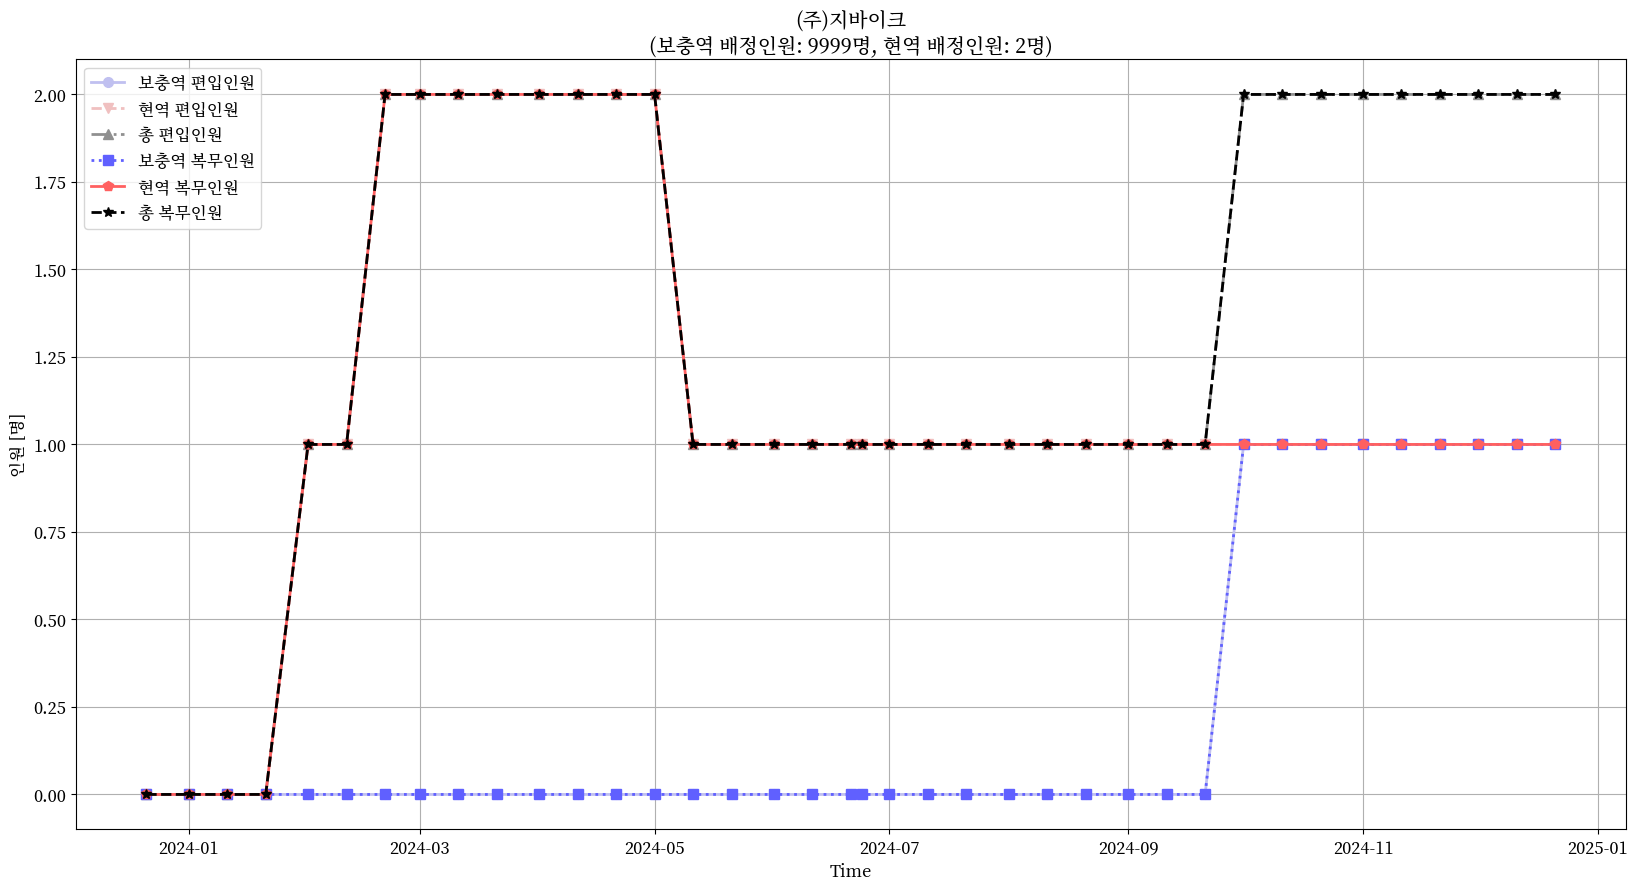 (주)지바이크
(보충역 배정인원: 9999명, 현역 배정인원: 2명)
보충역 편입인원
현역 편입인원
총 편입인원
보충역 복무인원
현역 복무인원
총 복무인원
2.00
1.75
1.50
1.25
1.00
0.75
0.50
0.25
0.00
인원 [명]
2024-01 2024-03 2024-05 2024-07 2024-09 2024-11 2025-01
Time